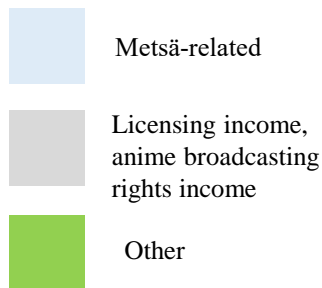 Metsä-related
Licensing income,
anime broadcasting
rights income
Other